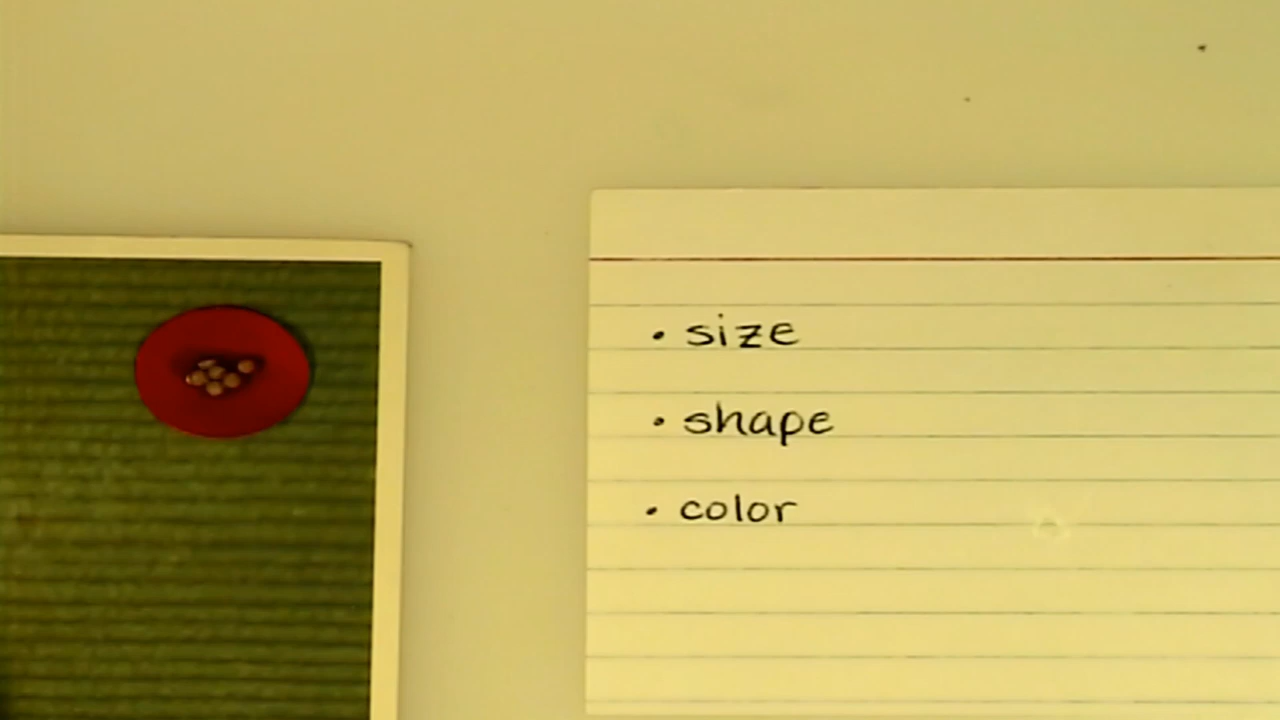 • size
• shape
• color